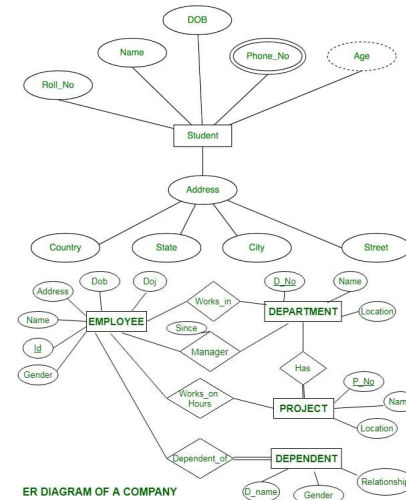 DOB
Name
Phone_No
Age
Roll_No
Student
Address
Country
State
City
Street
Dob
Doj
Address
Name
Id
Gender
EMPLOYEE
Works_in
Since
Manager
D_No
Name
DEPARTMENT
Location
Has
Works_on
Hours
P_No
Nam
PROJECT
Location
Dependent_of
DEPENDENT
Relationship
D_name
Gender
ER DIAGRAM OF A COMPANY